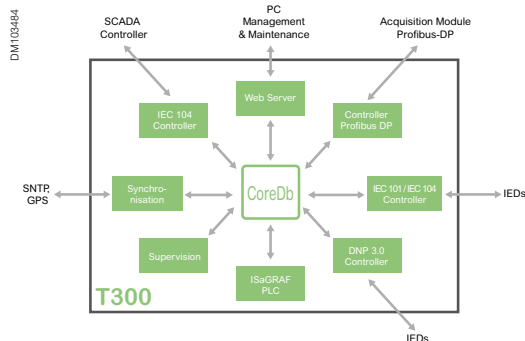 DM103484
SCADA
Controller
PC
Management
& Maintenance
Acquisition Module
Profibus-DP
IEC 104
Controller
Web Server
Controller
Profibus DP
SNTP,
GPS
Synchro-
nisation
CoreDb
IEC 101 / IEC 104
Controller
IEDs
Supervision
ISaGRAF
PLC
DNP 3.0
Controller
T300
IEDs